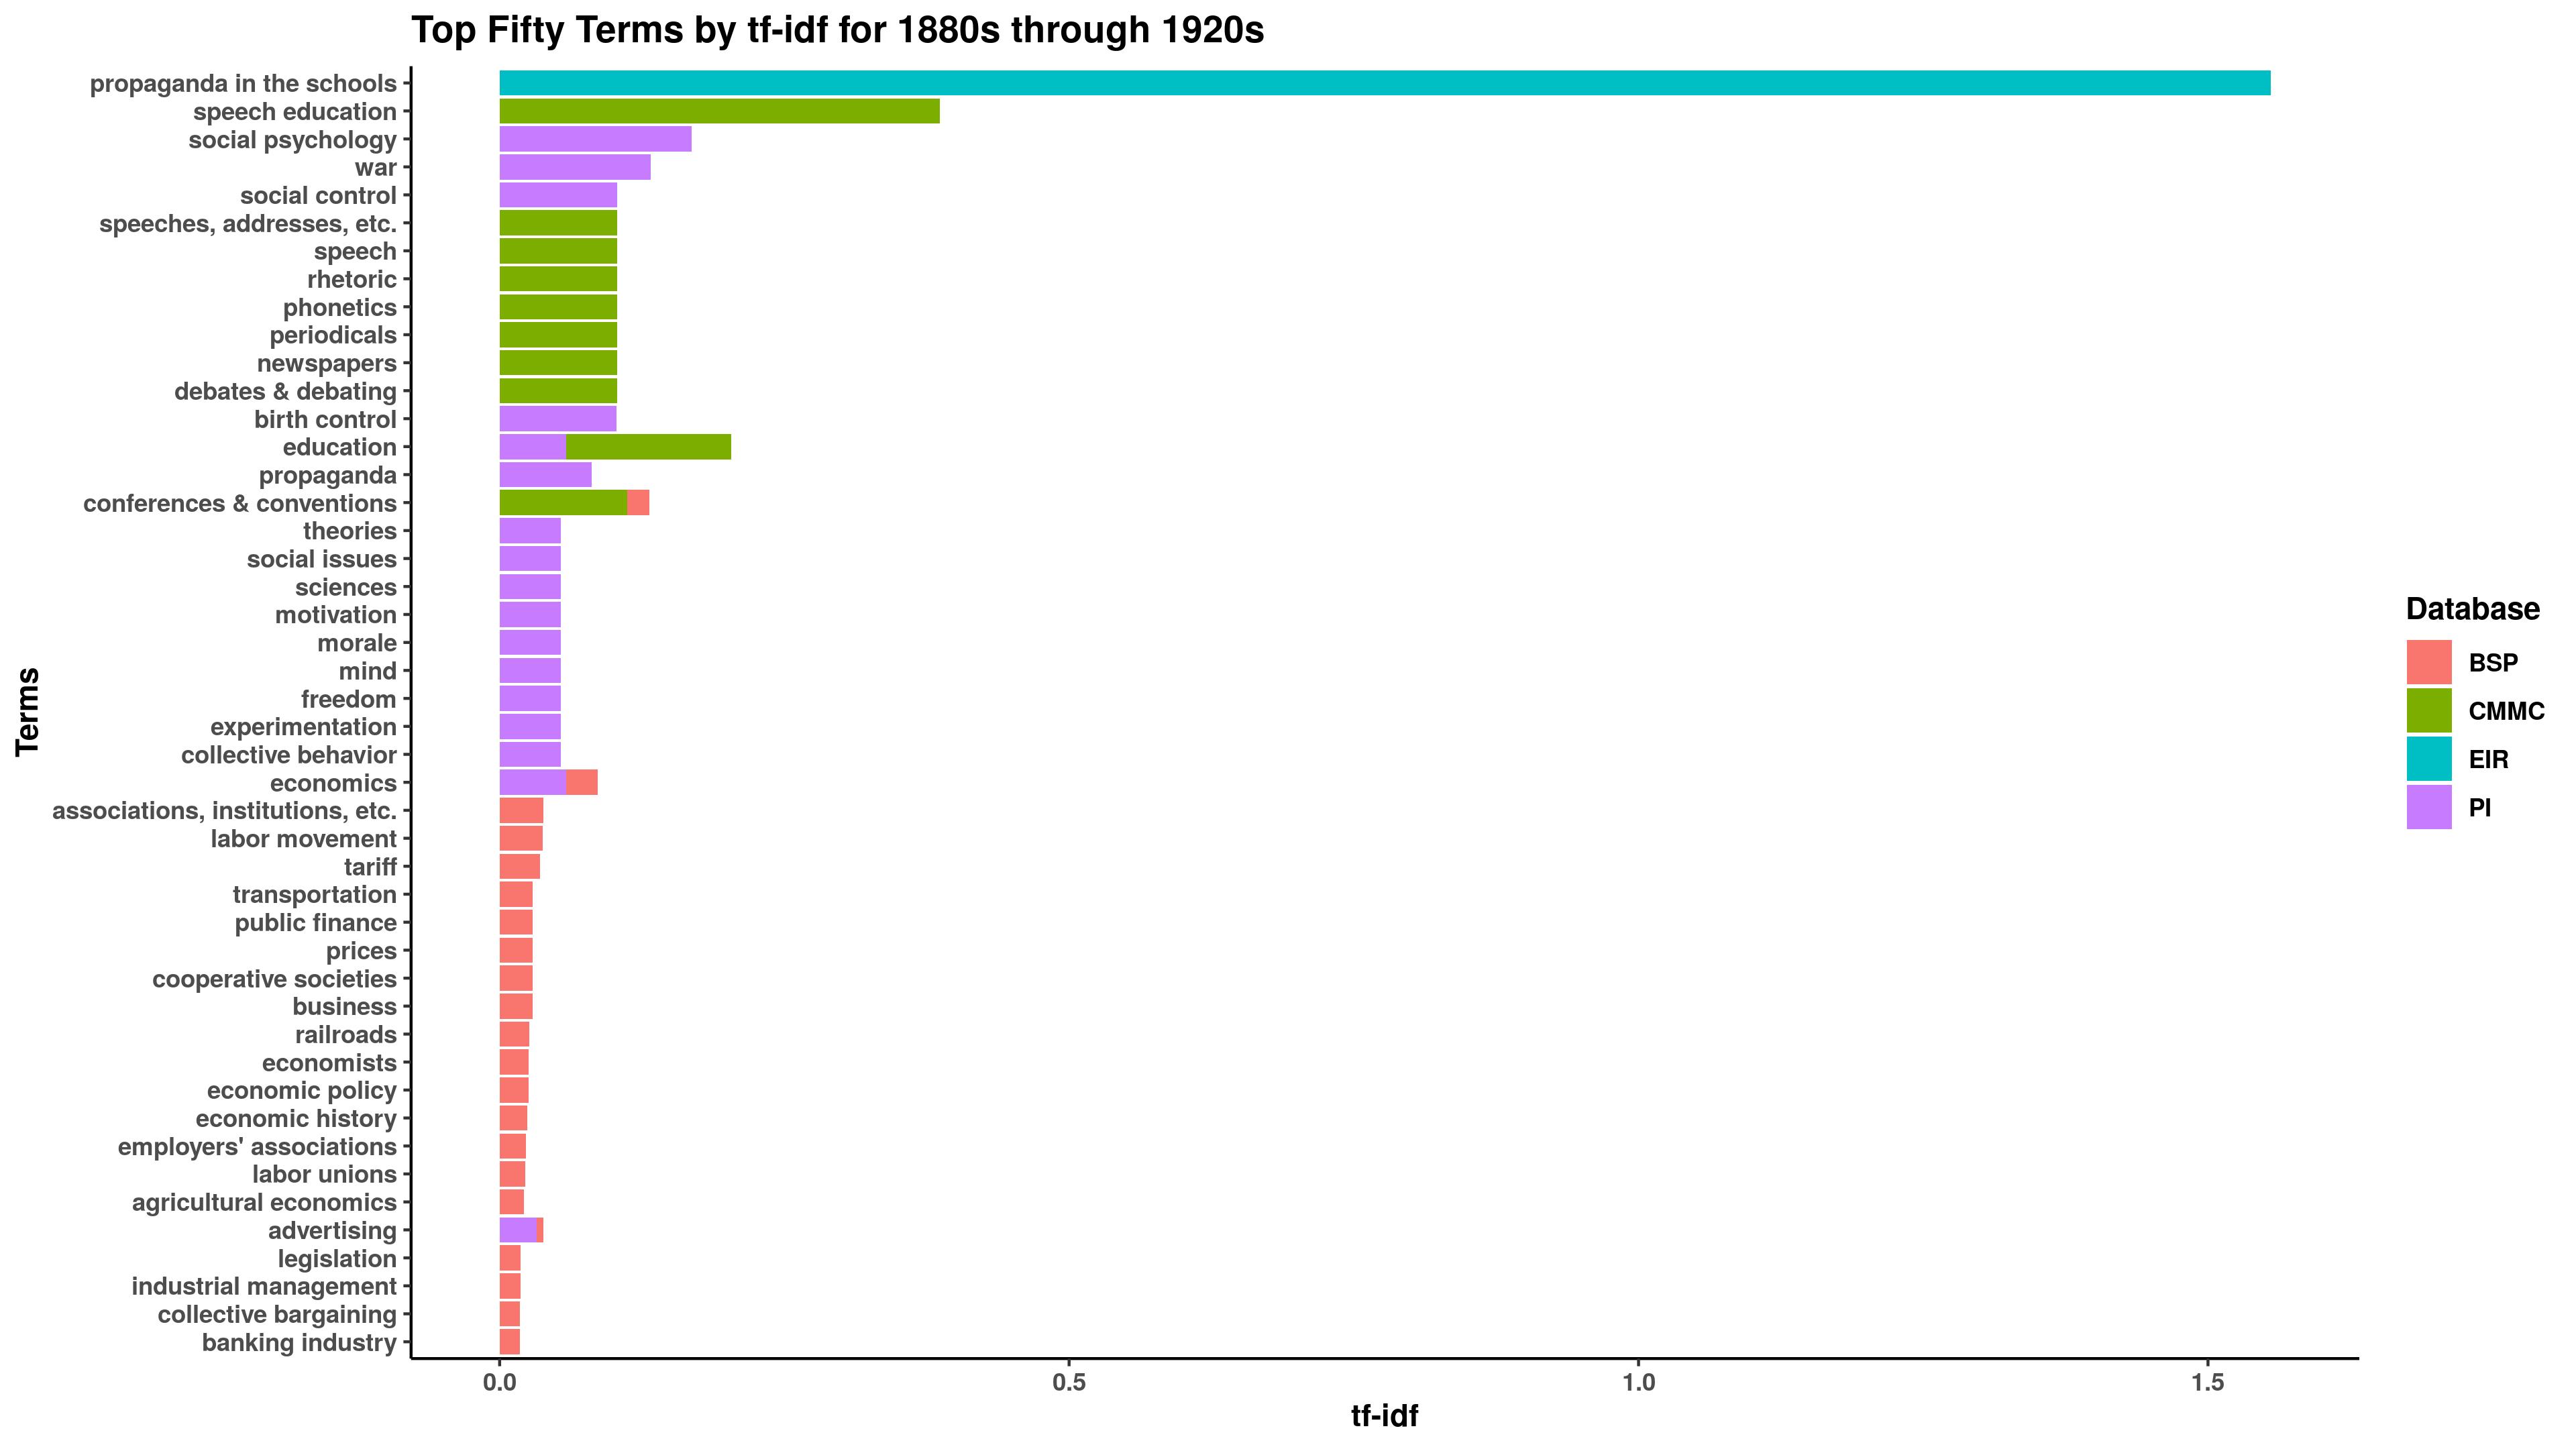 Top Fifty Terms by tf-idf for 1880s through 1920s
propaganda in the schools
speech education
social psychology
war
social control
speeches, addresses, etc.
speech
rhetoric
phonetics
periodicals
newspapers
debates & debating
birth control
education
propaganda
conferences & conventions
theories
social issues
sciences
motivation
morale
mind
freedom
experimentation
collective behavior
economics
associations, institutions, etc.
labor movement
tariff
transportation
public finance
prices
cooperative societies
business
railroads
economists
economic policy
economic history
employers' associations
labor unions
agricultural economics
advertising
legislation
industrial management
collective bargaining
banking industry
Terms
0.0 0.5 1.0 1.5
tf-idf
Database
BSP
CMMC
EIR
PI